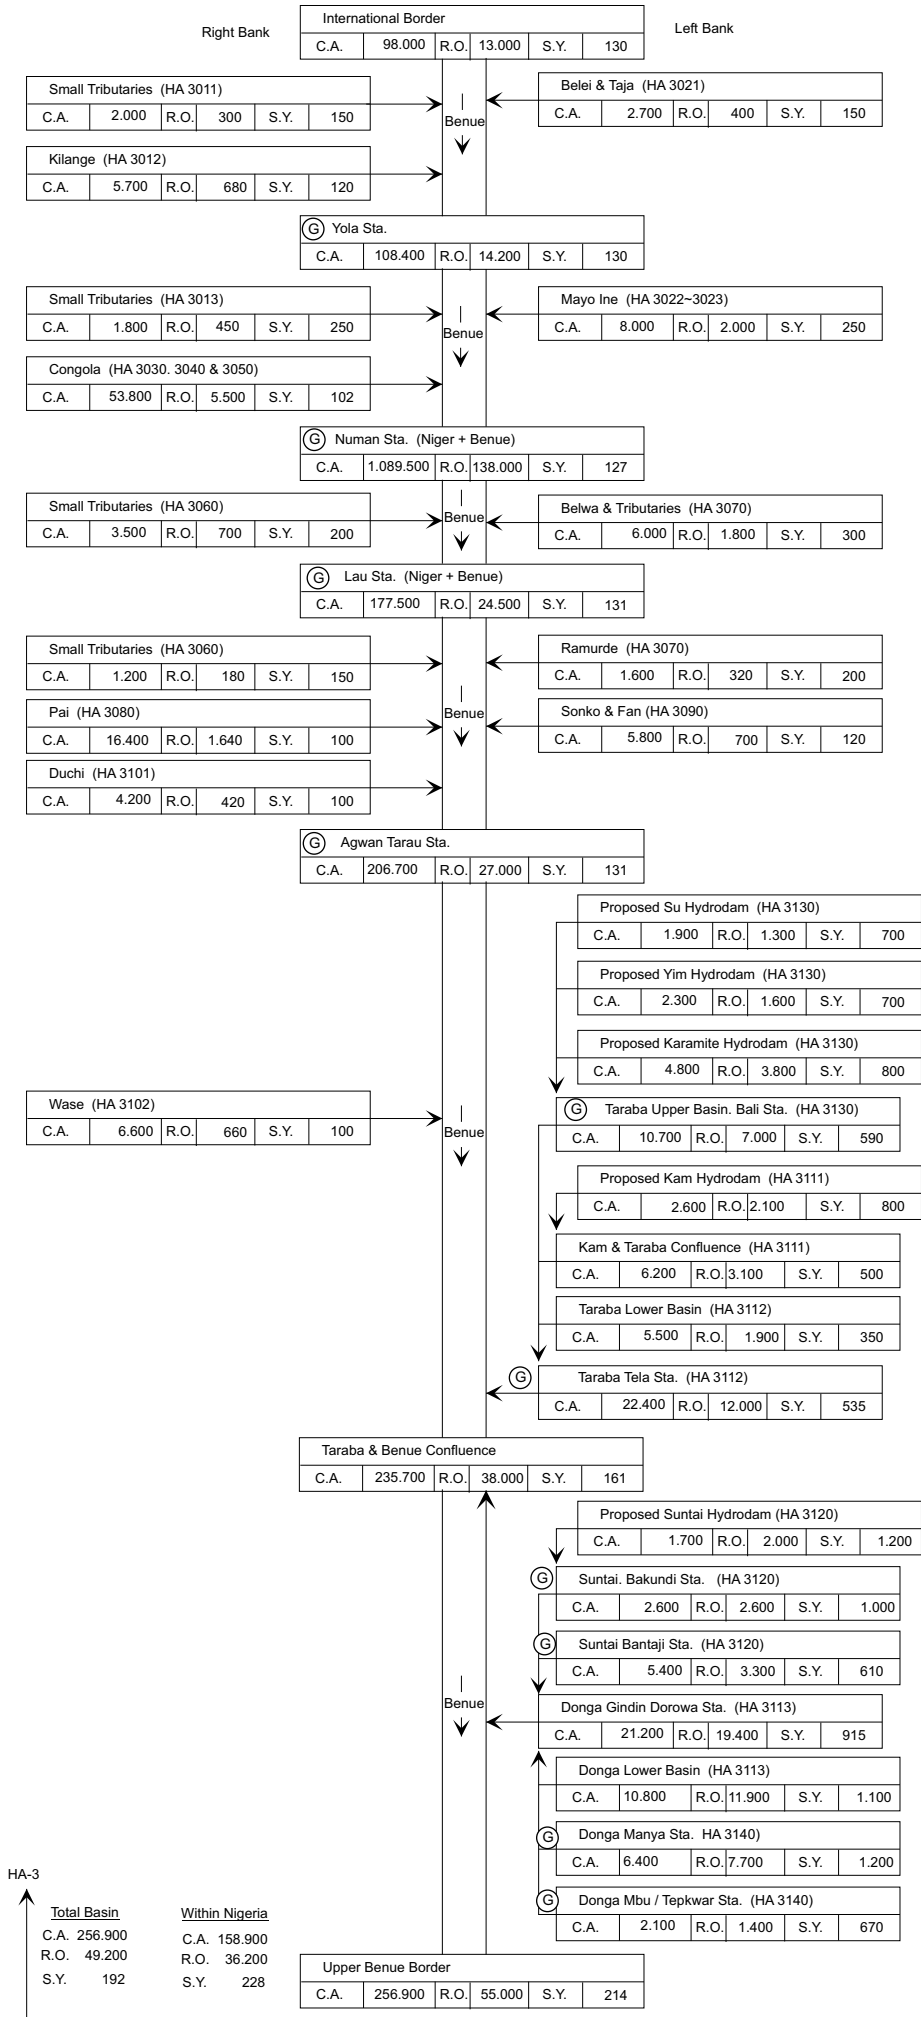 International Border
Right Bank
Left Bank
C.A. 98.000 R.O. 13.000 S.Y. 130
Small Tributaries (HA 3011)
C.A. 2.000 R.O. 300 S.Y. 150
Belei & Taja (HA 3021)
C.A. 2.700 R.O. 400 S.Y. 150
Benue
Kilange (HA 3012)
C.A. 5.700 R.O. 680 S.Y. 120
G Yola Sta.
C.A. 108.400 R.O. 14.200 S.Y. 130
Small Tributaries (HA 3013)
C.A. 1.800 R.O. 450 S.Y. 250
Mayo Ine (HA 3022~3023)
C.A. 8.000 R.O. 2.000 S.Y. 250
Benue
Congola (HA 3030. 3040 & 3050)
C.A. 53.800 R.O. 5.500 S.Y. 102
G Numan Sta. (Niger + Benue)
C.A. 1.089.500 R.O. 138.000 S.Y. 127
Small Tributaries (HA 3060)
C.A. 3.500 R.O. 700 S.Y. 200
Benue
Belwa & Tributaries (HA 3070)
C.A. 6.000 R.O. 1.800 S.Y. 300
G Lau Sta. (Niger + Benue)
C.A. 177.500 R.O. 24.500 S.Y. 131
Small Tributaries (HA 3060)
C.A. 1.200 R.O. 180 S.Y. 150
Ramurde (HA 3070)
C.A. 1.600 R.O. 320 S.Y. 200
Pai (HA 3080)
C.A. 16.400 R.O. 1.640 S.Y. 100
Benue
Sonko & Fan (HA 3090)
C.A. 5.800 R.O. 700 S.Y. 120
Duchi (HA 3101)
C.A. 4.200 R.O. 420 S.Y. 100
G Agwan Tarau Sta.
C.A. 206.700 R.O. 27.000 S.Y. 131
Proposed Su Hydrodam (HA 3130)
C.A. 1.900 R.O. 1.300 S.Y. 700
Proposed Yim Hydrodam (HA 3130)
C.A. 2.300 R.O. 1.600 S.Y. 700
Proposed Karamite Hydrodam (HA 3130)
C.A. 4.800 R.O. 3.800 S.Y. 800
Wase (HA 3102)
C.A. 6.600 R.O. 660 S.Y. 100
Benue
G Taraba Upper Basin. Bali Sta. (HA 3130)
C.A. 10.700 R.O. 7.000 S.Y. 590
Proposed Kam Hydrodam (HA 3111)
C.A. 2.600 R.O. 2.100 S.Y. 800
Kam & Taraba Confluence (HA 3111)
C.A. 6.200 R.O. 3.100 S.Y. 500
Taraba Lower Basin (HA 3112)
C.A. 5.500 R.O. 1.900 S.Y. 350
G Taraba Tela Sta. (HA 3112)
C.A. 22.400 R.O. 12.000 S.Y. 535
Taraba & Benue Confluence
C.A. 235.700 R.O. 38.000 S.Y. 161
Proposed Suntai Hydrodam (HA 3120)
C.A. 1.700 R.O. 2.000 S.Y. 1.200
G Suntai. Bakundi Sta. (HA 3120)
C.A. 2.600 R.O. 2.600 S.Y. 1.000
G Suntai Bantaji Sta. (HA 3120)
C.A. 5.400 R.O. 3.300 S.Y. 610
Benue
Donga Gindin Dorowa Sta. (HA 3113)
C.A. 21.200 R.O. 19.400 S.Y. 915
Donga Lower Basin (HA 3113)
C.A. 10.800 R.O. 11.900 S.Y. 1.100
G Donga Manya Sta. HA 3140)
C.A. 6.400 R.O. 7.700 S.Y. 1.200
G Donga Mbu / Tepkwar Sta. (HA 3140)
C.A. 2.100 R.O. 1.400 S.Y. 670
HA-3
Total Basin
C.A. 256.900
R.O. 49.200
S.Y. 192
Within Nigeria
C.A. 158.900
R.O. 36.200
S.Y. 228
Upper Benue Border
C.A. 256.900 R.O. 55.000 S.Y. 214